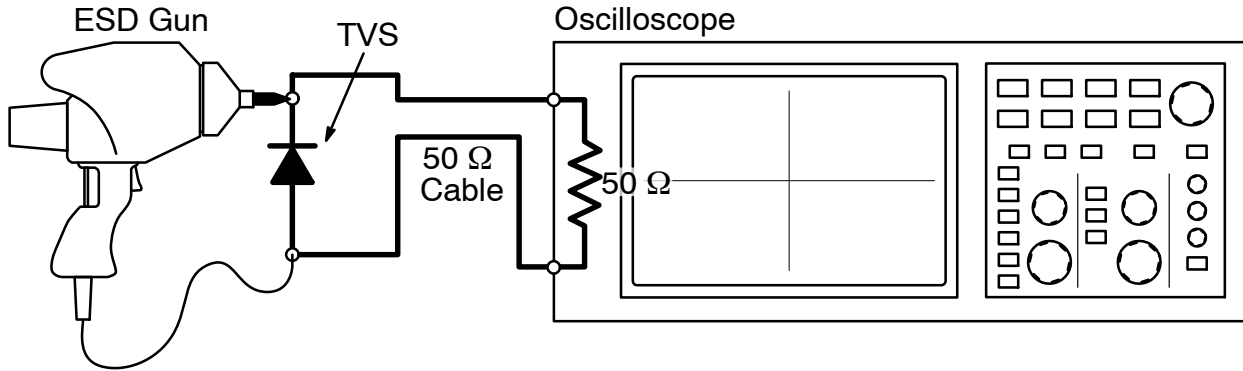 ESD Gun
TVS
Oscilloscope
50 Ω
Cable
50 Ω